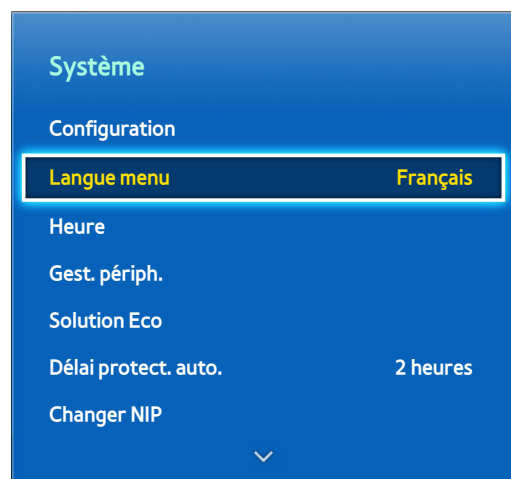 Système
Configuration
Langue menu Français
Heure
Gest. périph.
Solution Eco
Délai protect. auto. 2 heures
Changer NIP